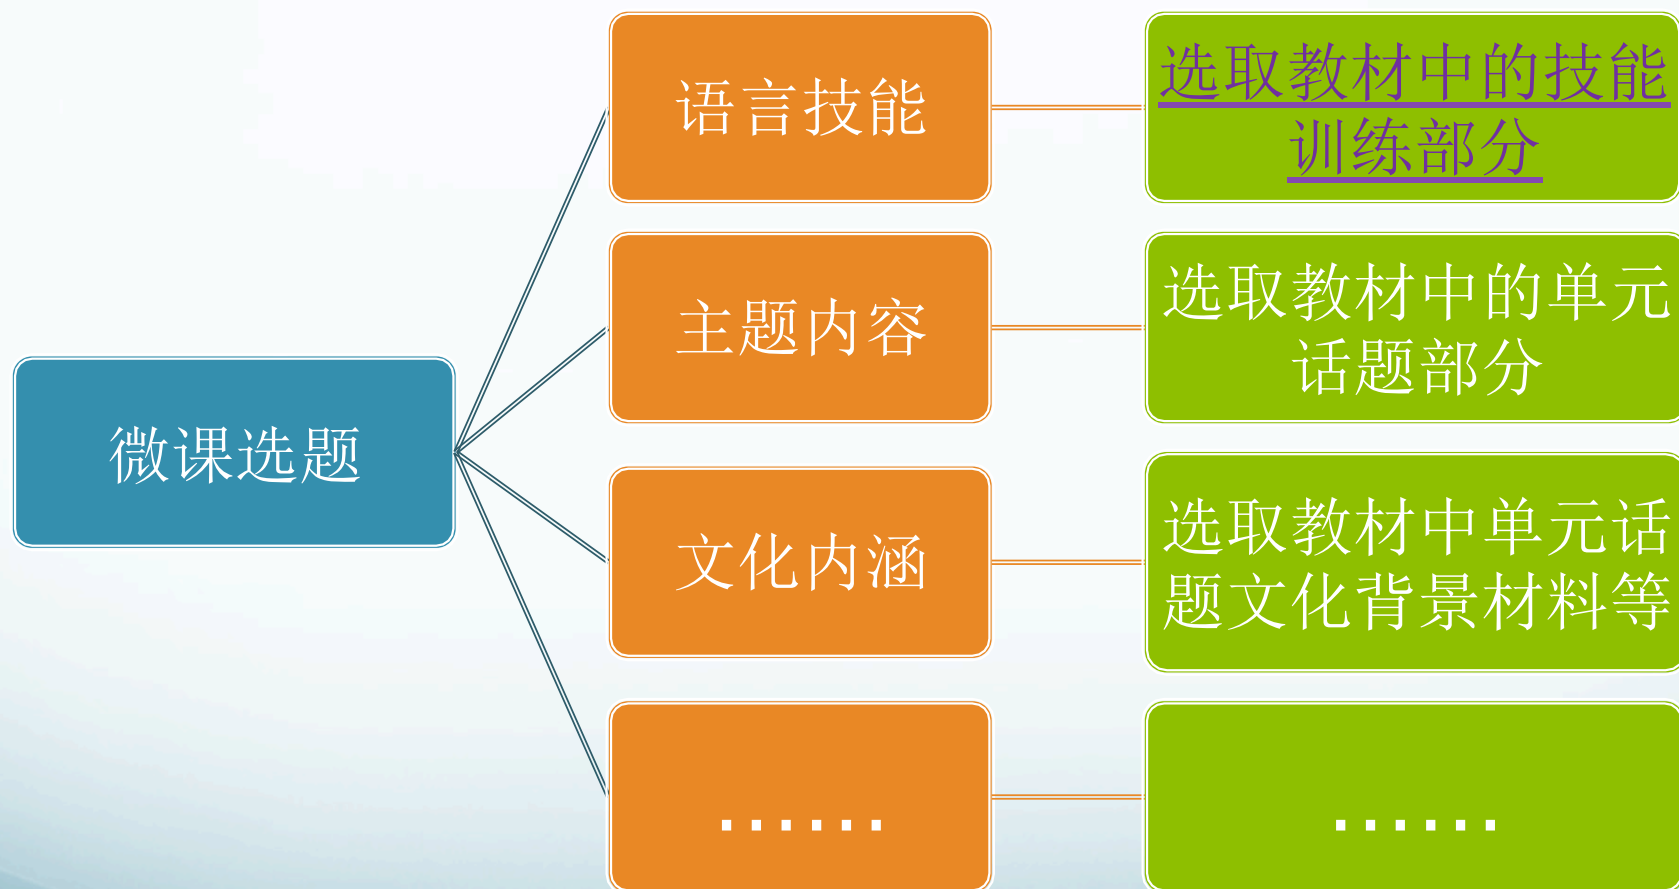 微课选题
语言技能
选取教材中的技能
训练部分
主题内容
选取教材中的单元
话题部分
文化内涵
选取教材中单元话
题文化背景材料等
......
......